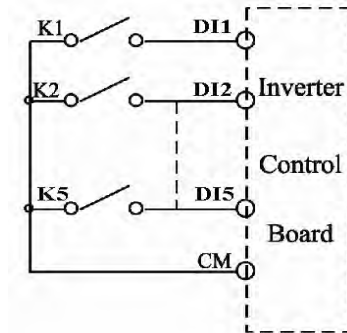 K1 DI1
K2 DI2 Inverter
Control
K5 DI5
Board
CM